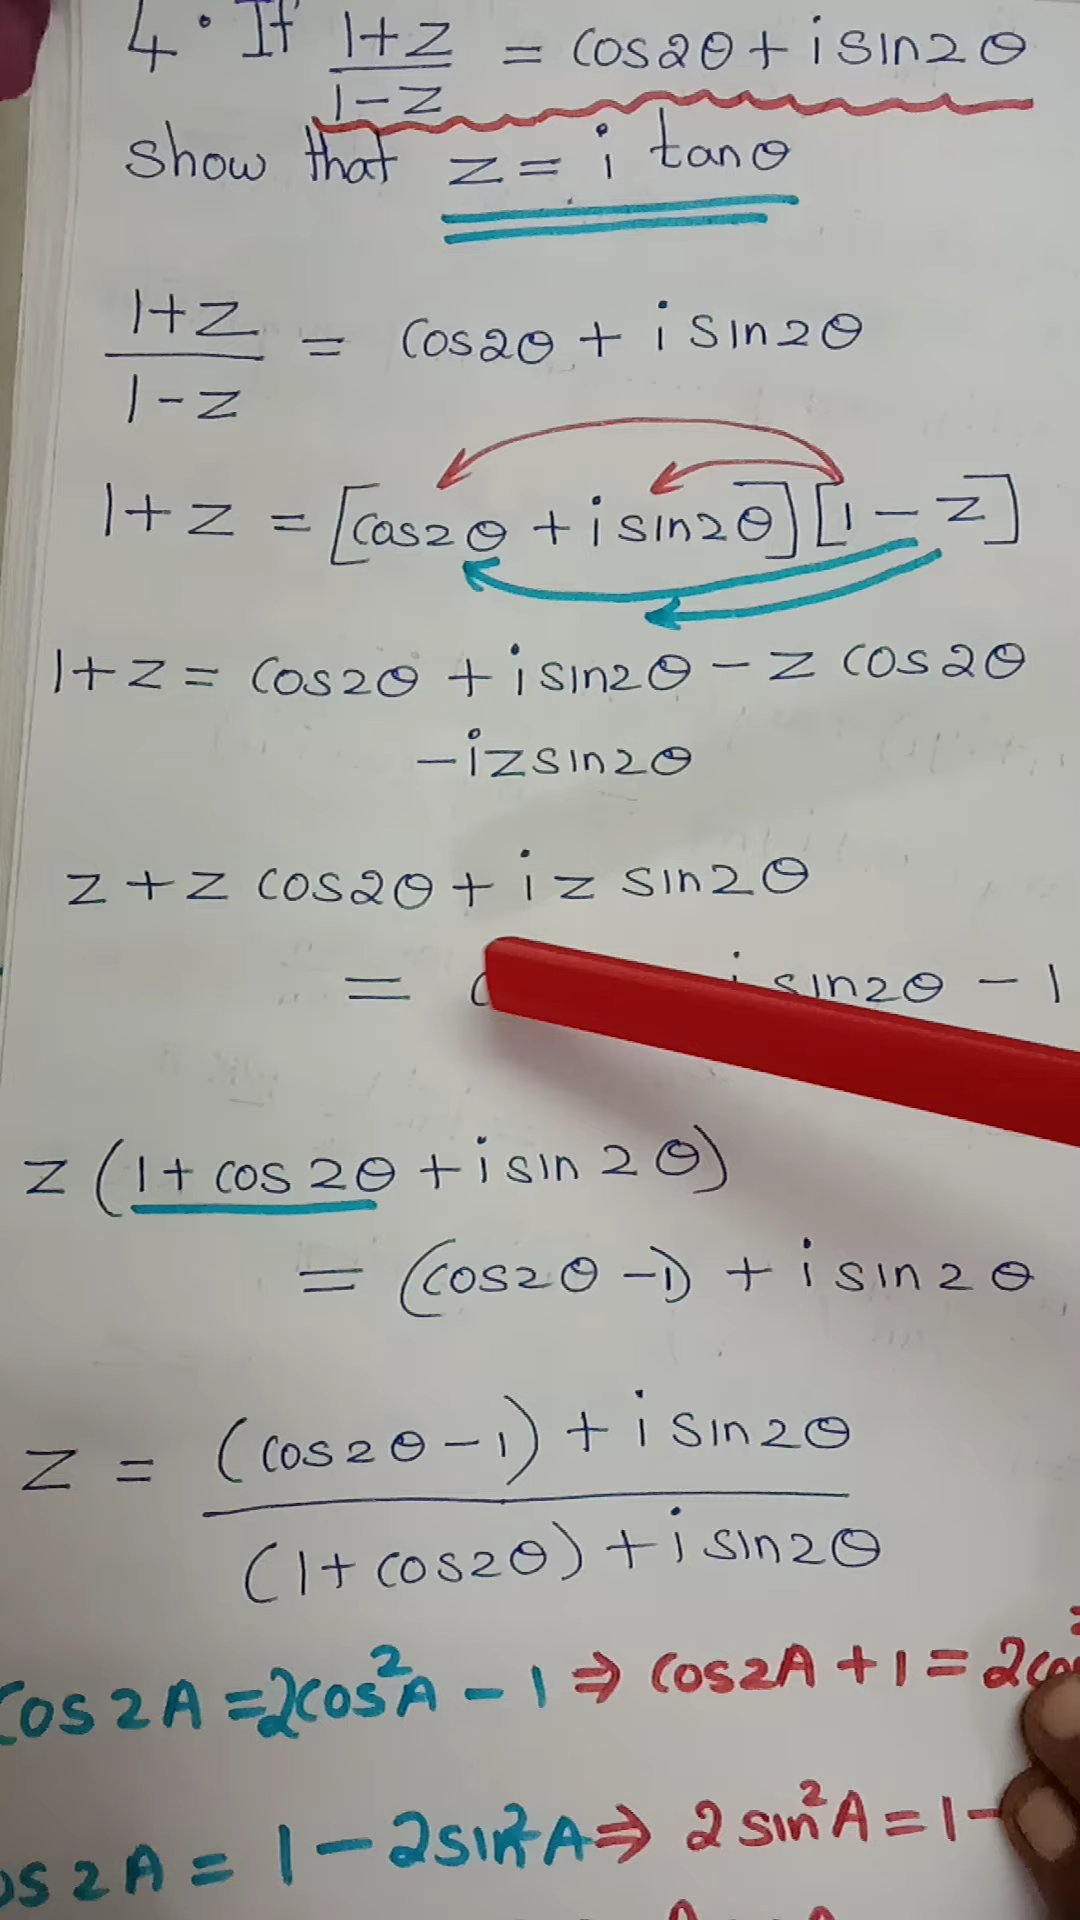 4. If (1+z)/(1-z) = cos2θ + i sin2θ
show that z = i tanθ
(1+z)/(1-z) = cos2θ + i sin2θ
1+z = [cos2θ + i sin2θ][1-z]
1+z = cos2θ + i sin2θ - z cos2θ
- iz sin2θ
z + z cos2θ + i z sin2θ
= i sin2θ - 1
z (1 + cos 2θ + i sin 2θ)
= (cos2θ - 1) + i sin 2θ
z = ((cos2θ - 1) + i sin2θ)/((1 + cos2θ) + i sin2θ)
cos 2A = 2cos²A - 1 ⇒ cos2A + 1 = 2
2A = 1 - 2sin²A ⇒ 2 sin²A = 1 -